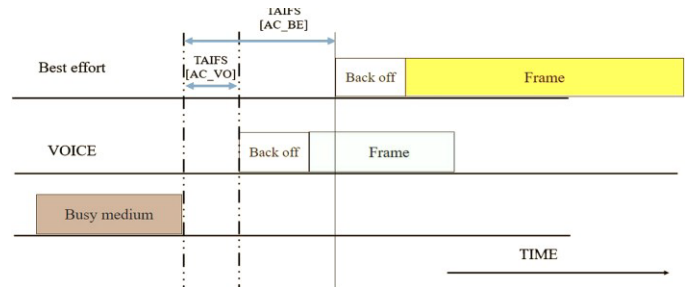 TAIFS
[AC_BE]
TAIFS
[AC_VO]
Best effort
Back off
Frame
VOICE
Back off
Frame
Busy medium
TIME